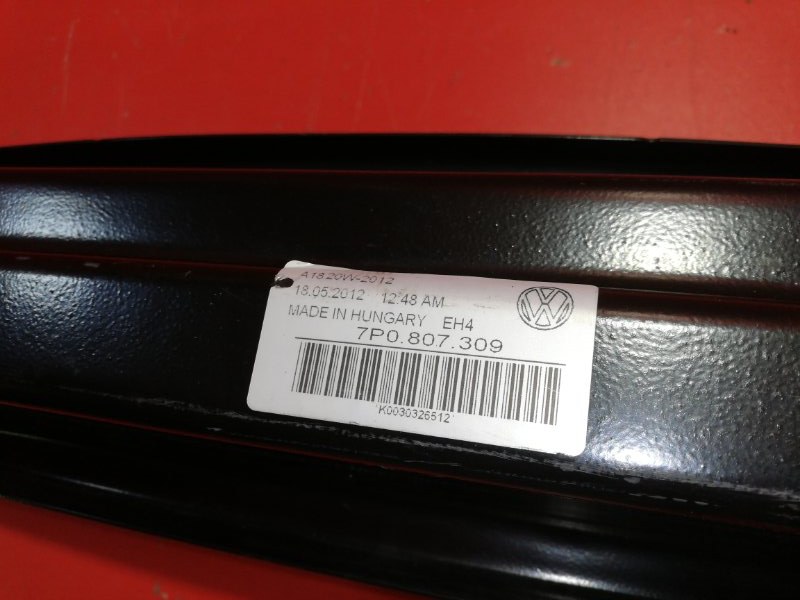 A18.20W-2012
18.05.2012 12:48 AM
MADE IN HUNGARY EH4
7P0.807.309
*K0030326512*